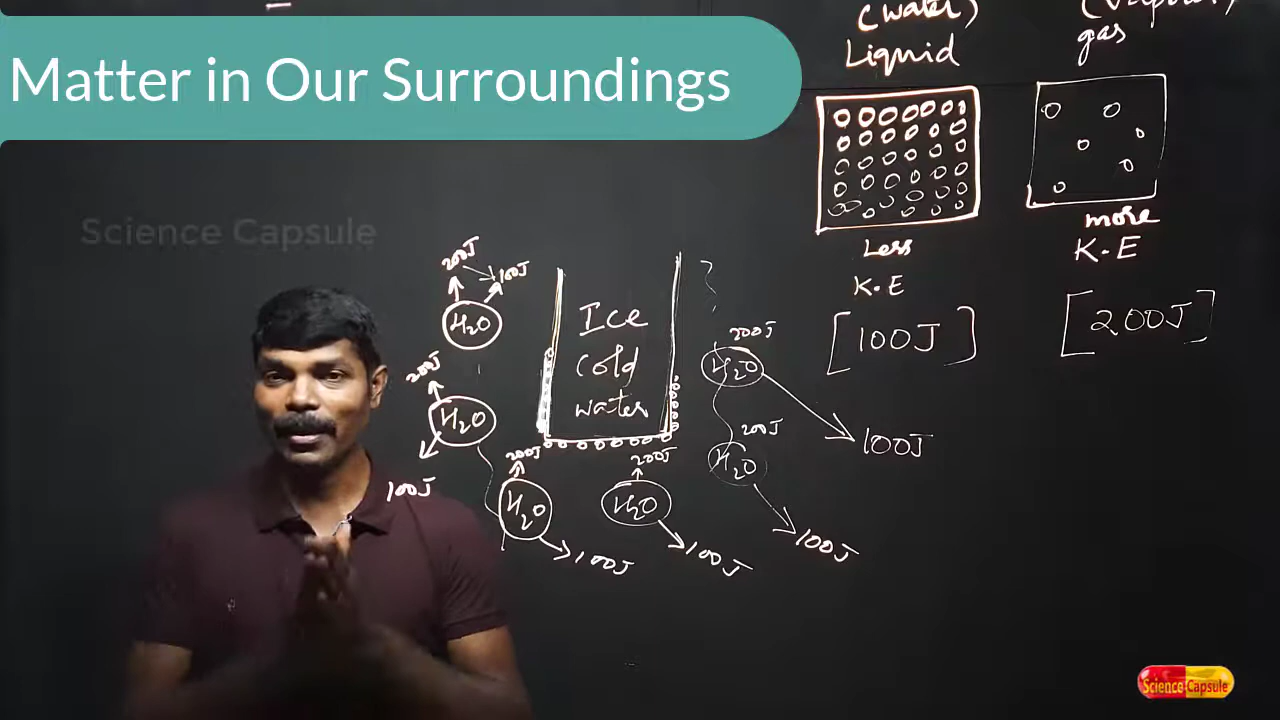 Matter in Our Surroundings
(Water)
Liquid
gas
Science Capsule
less
K.E
[100J]
more
K.E
[200J]
Ice
cold
water
200J
100J
H₂O
200J
H₂O
100J
200J
H₂O
100J
200J
H₂O
100J
200J
H₂O
100J
200J
H₂O
100J
Science Capsule